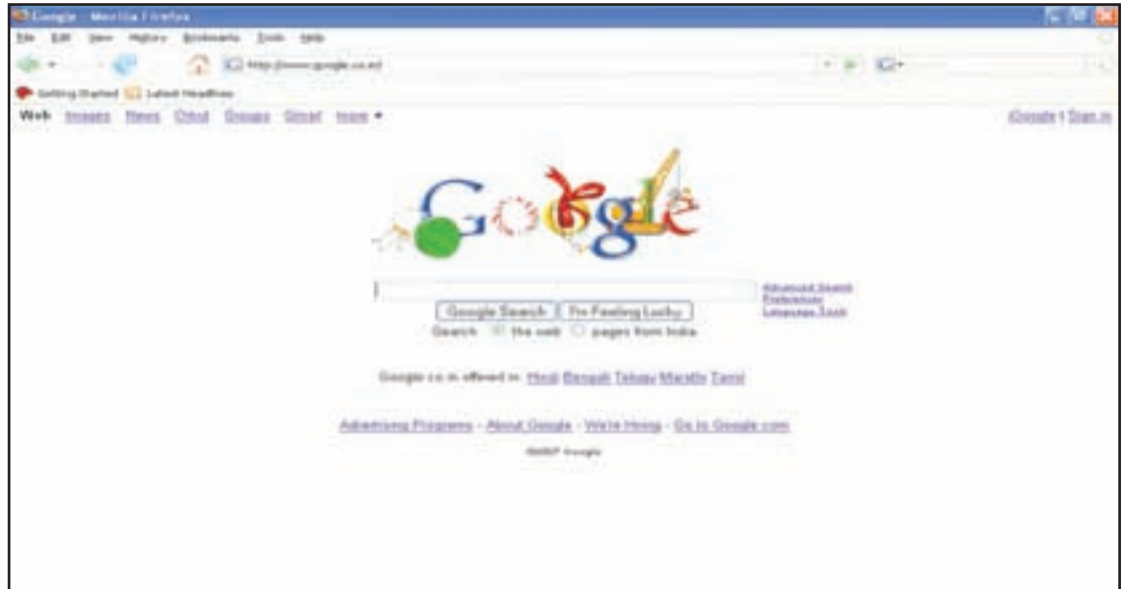 Google - Mozilla Firefox
File Edit View History Bookmarks Tools Help
http://www.google.co.in/
Getting Started Latest Headlines
Web Images News Orkut Groups Gmail more
iGoogle | Sign in
Google
Advanced Search
Preferences
Language Tools
Google Search I'm Feeling Lucky
Search: the web pages from India
Google.co.in offered in: Hindi Bengali Telugu Marathi Tamil
Advertising Programs - About Google - We're Hiring - Go to Google.com
©2007 Google